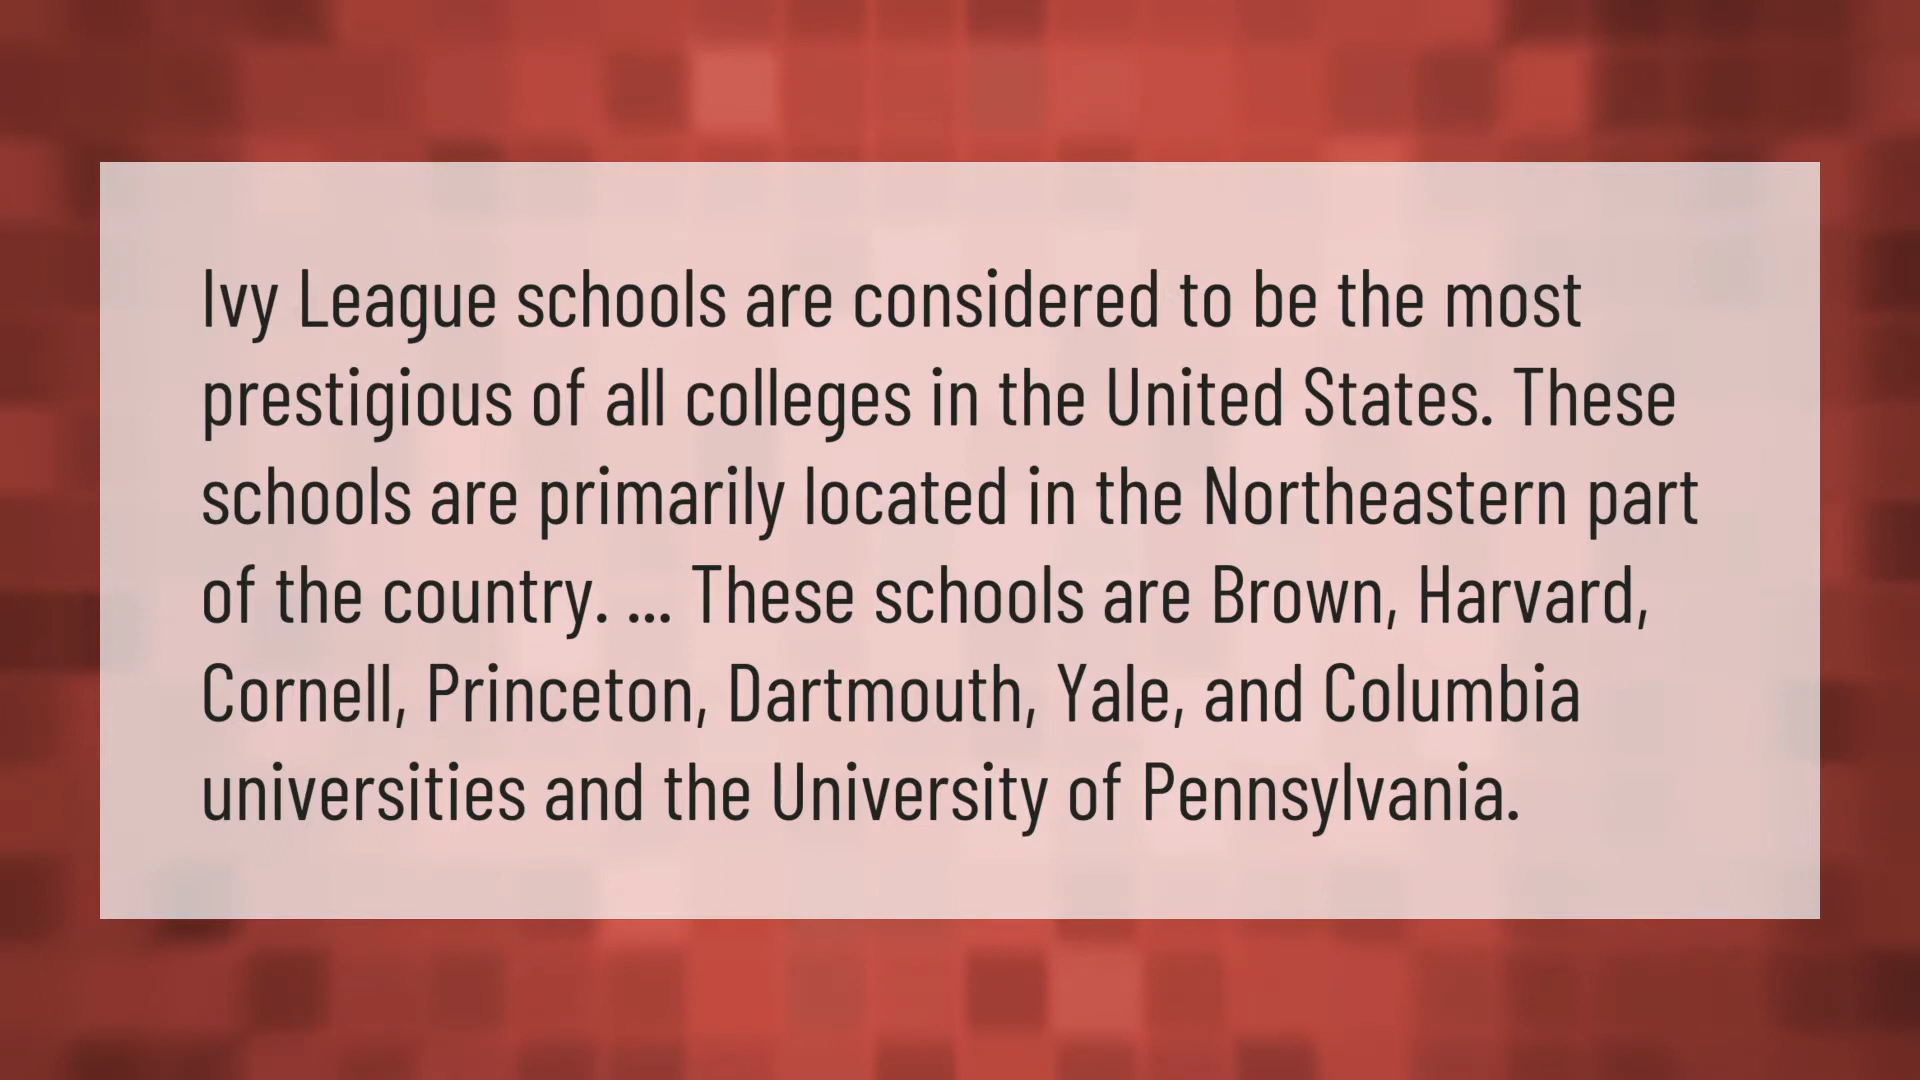 Ivy League schools are considered to be the most
prestigious of all colleges in the United States. These
schools are primarily located in the Northeastern part
of the country. ... These schools are Brown, Harvard,
Cornell, Princeton, Dartmouth, Yale, and Columbia
universities and the University of Pennsylvania.